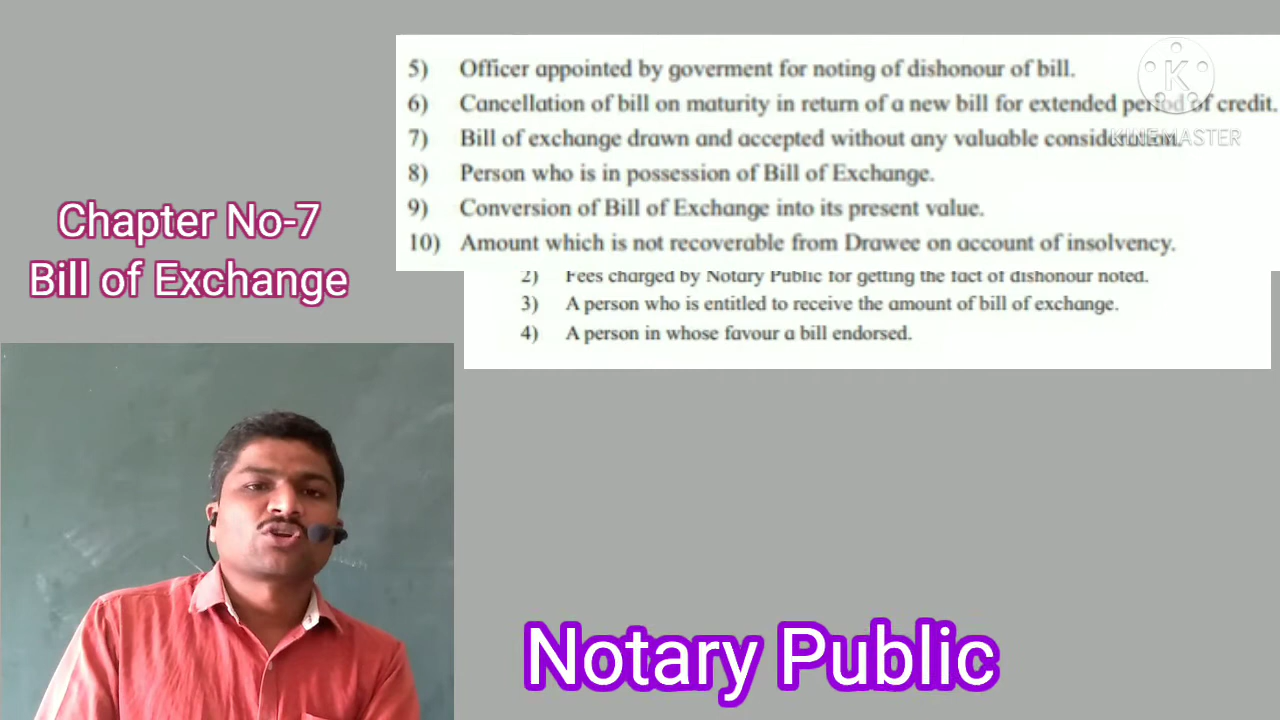 5) Officer appointed by goverment for noting of dishonour of bill.
6) Cancellation of bill on maturity in return of a new bill for extended period of credit.
7) Bill of exchange drawn and accepted without any valuable consideration.
8) Person who is in possession of Bill of Exchange.
9) Conversion of Bill of Exchange into its present value.
10) Amount which is not recoverable from Drawee on account of insolvency.
2) Fees charged by Notary Public for getting the fact of dishonour noted.
3) A person who is entitled to receive the amount of bill of exchange.
4) A person in whose favour a bill endorsed.
K
KINEMASTER
Chapter No-7
Bill of Exchange
Notary Public